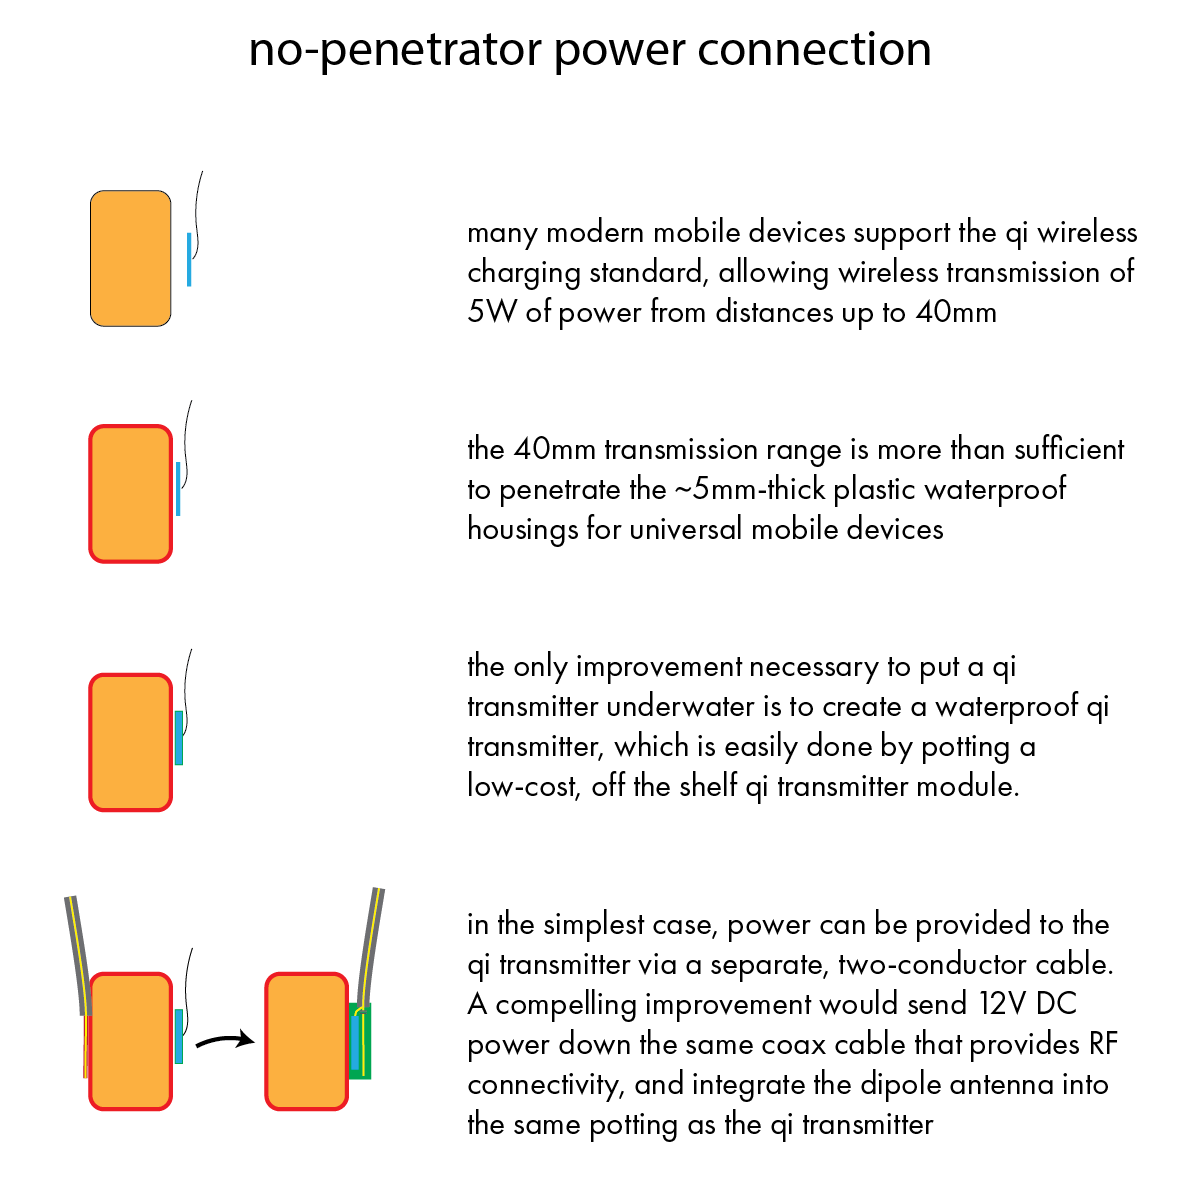 no-penetrator power connection
many modern mobile devices support the qi wireless
charging standard, allowing wireless transmission of
5W of power from distances up to 40mm
the 40mm transmission range is more than sufficient
to penetrate the ~5mm-thick plastic waterproof
housings for universal mobile devices
the only improvement necessary to put a qi
transmitter underwater is to create a waterproof qi
transmitter, which is easily done by potting a
low-cost, off the shelf qi transmitter module.
in the simplest case, power can be provided to the
qi transmitter via a separate, two-conductor cable.
A compelling improvement would send 12V DC
power down the same coax cable that provides RF
connectivity, and integrate the dipole antenna into
the same potting as the qi transmitter